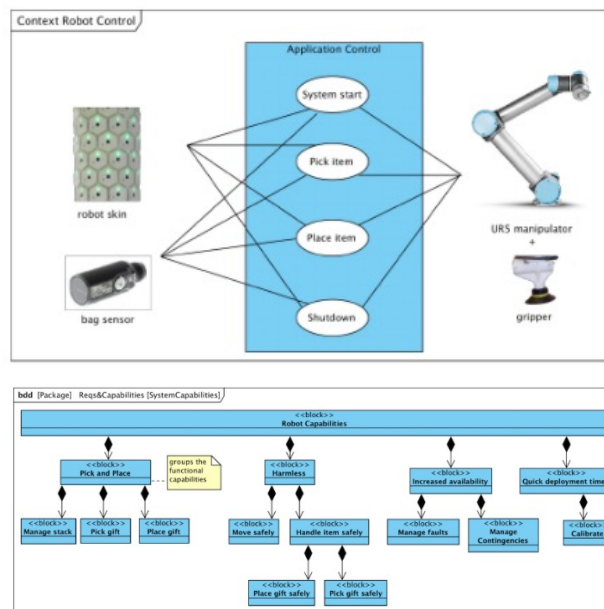 Context Robot Control
Application Control
System start
Pick item
Place item
Shutdown
robot skin
bag sensor
UR5 manipulator
+
gripper
bdd [Package] Reqs&Capabilities [SystemCapabilities]
<<block>>
Robot Capabilities
<<block>>
Pick and Place
groups the
functional
capabilities
<<block>>
Harmless
<<block>>
Increased availability
<<block>>
Quick deployment time
<<block>>
Manage stack
<<block>>
Pick gift
<<block>>
Place gift
<<block>>
Move safely
<<block>>
Handle item safely
<<block>>
Manage faults
<<block>>
Manage
Contingencies
<<block>>
Calibrate
<<block>>
Place gift safely
<<block>>
Pick gift safely